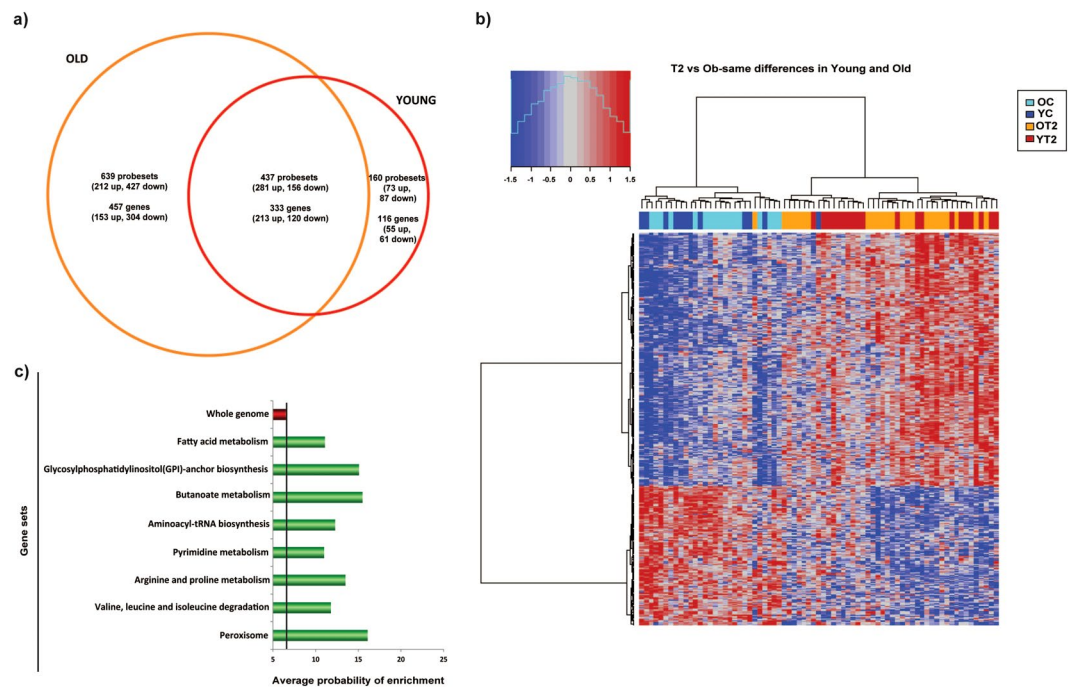 a)
OLD
YOUNG
639 probesets
(212 up, 427 down)
457 genes
(153 up, 304 down)
437 probesets
(281 up, 156 down)
333 genes
(213 up, 120 down)
160 probesets
(73 up,
87 down)
116 genes
(55 up,
61 down)
b)
T2 vs Ob-same differences in Young and Old
-1.5 -1 -0.5 0 0.5 1 1.5
OC
YC
OT2
YT2
c)
Gene sets
Whole genome
Fatty acid metabolism
Glycosylphosphatidylinositol(GPI)-anchor biosynthesis
Butanoate metabolism
Aminoacyl-tRNA biosynthesis
Pyrimidine metabolism
Arginine and proline metabolism
Valine, leucine and isoleucine degradation
Peroxisome
5 10 15 20 25
Average probability of enrichment